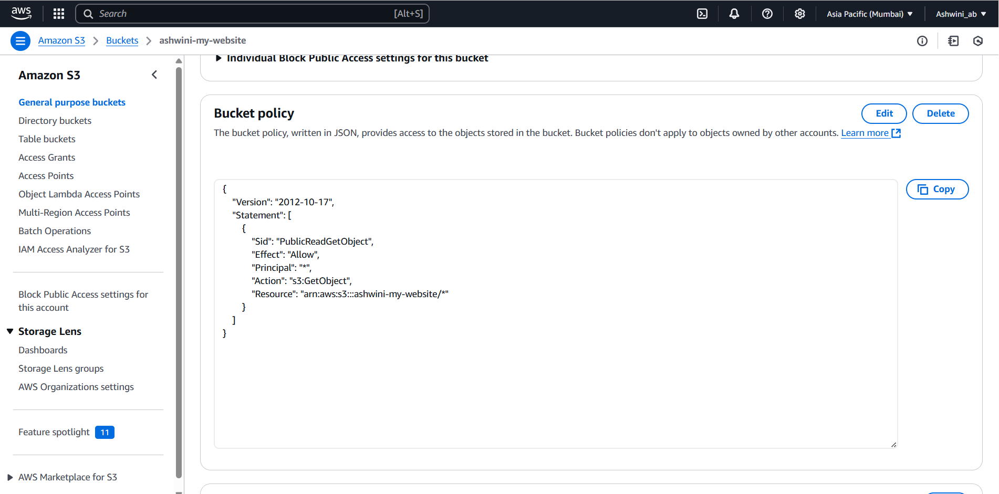 aws
Search
[Alt+S]
Asia Pacific (Mumbai)
Ashwini_ab
Amazon S3
Buckets
ashwini-my-website
Amazon S3
General purpose buckets
Directory buckets
Table buckets
Access Grants
Access Points
Object Lambda Access Points
Multi-Region Access Points
Batch Operations
IAM Access Analyzer for S3
Block Public Access settings for
this account
Storage Lens
Dashboards
Storage Lens groups
AWS Organizations settings
Feature spotlight 11
AWS Marketplace for S3
Individual Block Public Access settings for this bucket
Bucket policy
Edit
Delete
The bucket policy, written in JSON, provides access to the objects stored in the bucket. Bucket policies don't apply to objects owned by other accounts. Learn more
Copy
{
"Version": "2012-10-17",
"Statement": [
{
"Sid": "PublicReadGetObject",
"Effect": "Allow",
"Principal": "*",
"Action": "s3:GetObject",
"Resource": "arn:aws:s3:::ashwini-my-website/*"
}
]
}